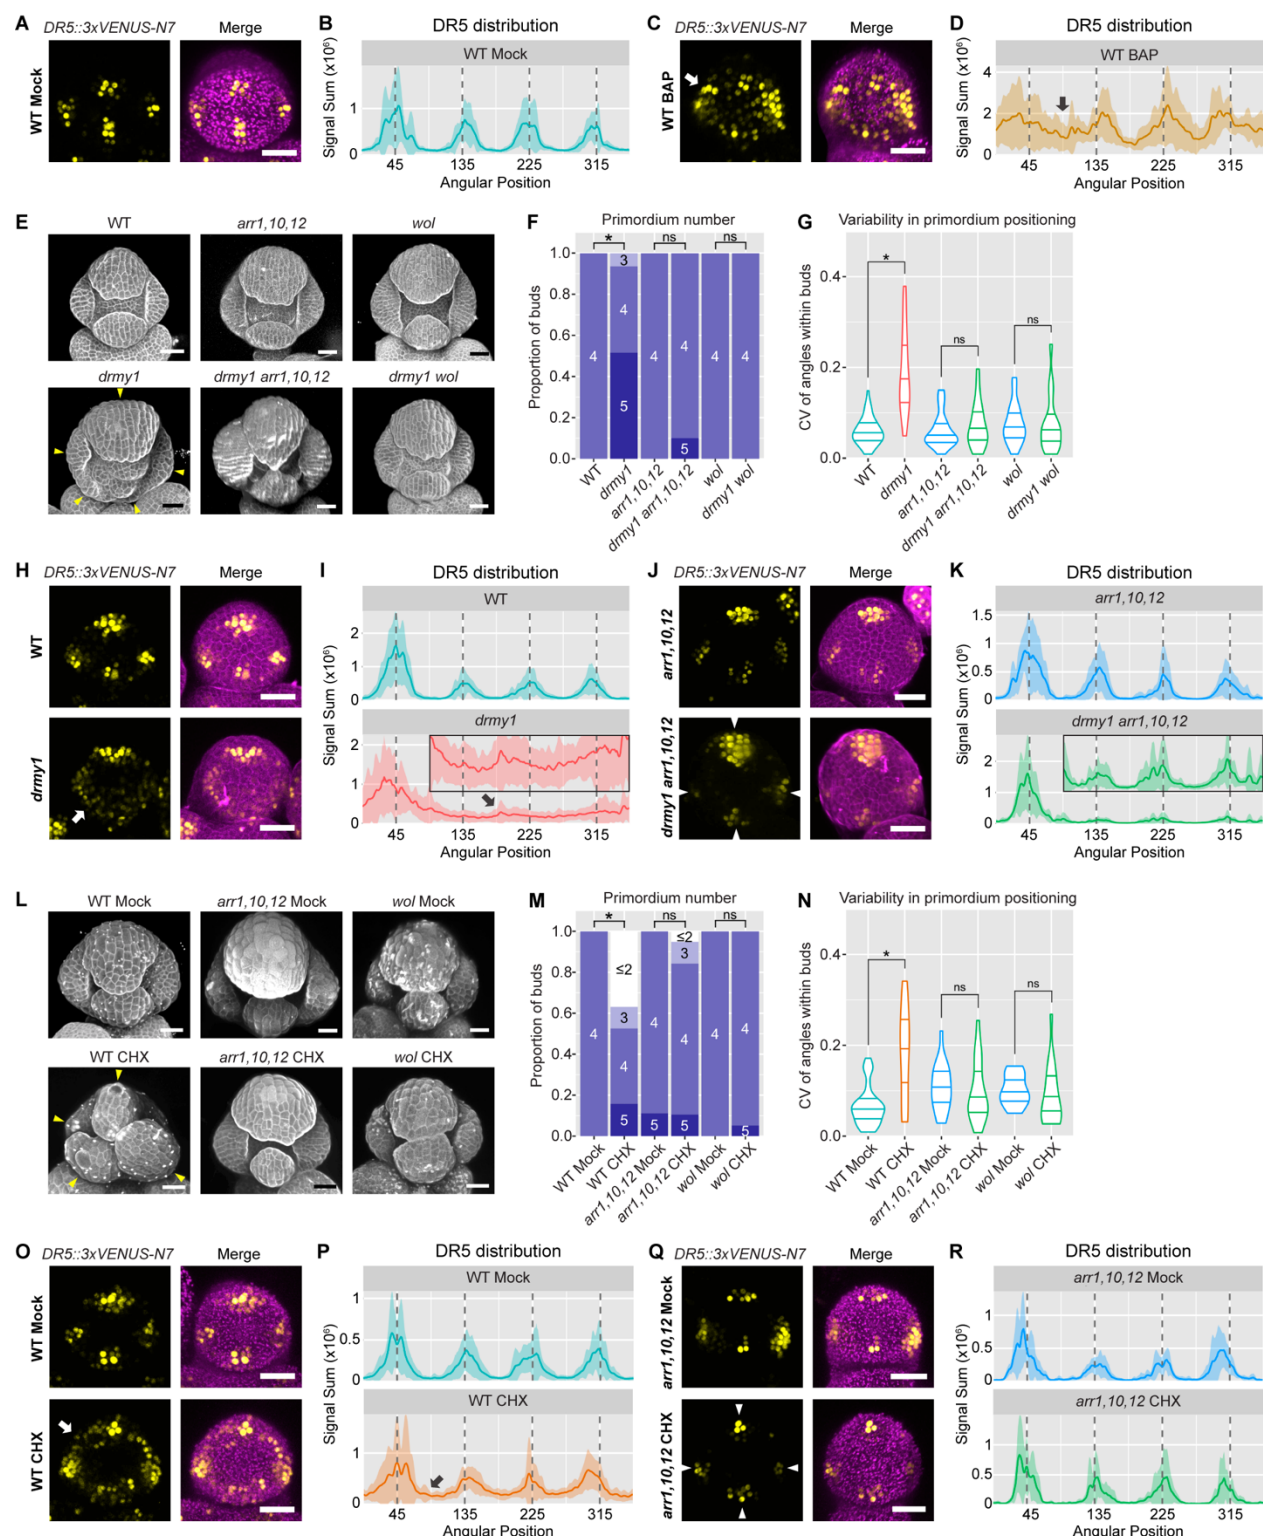 A
DR5::3xVENUS-N7
Merge
WT Mock
B
DR5 distribution
WT Mock
Signal Sum (x10⁶)
1
0
45
135
225
315
Angular Position
C
DR5::3xVENUS-N7
Merge
WT BAP
D
DR5 distribution
WT BAP
Signal Sum (x10⁶)
4
2
0
45
135
225
315
Angular Position
E
WT
arr1,10,12
wol
drmy1
drmy1 arr1,10,12
drmy1 wol
F
Primordium number
Proportion of buds
1.0
0.8
0.6
0.4
0.2
0.0
*
ns
ns
4
3
4
5
4
4
5
4
4
WT
drmy1
arr1,10,12
drmy1 arr1,10,12
wol
drmy1 wol
G
Variability in primordium positioning
CV of angles within buds
0.4
0.2
0.0
*
ns
ns
WT
drmy1
arr1,10,12
drmy1 arr1,10,12
wol
drmy1 wol
H
DR5::3xVENUS-N7
Merge
WT
drmy1
I
DR5 distribution
WT
Signal Sum (x10⁶)
2
1
0
drmy1
2
1
0
45
135
225
315
Angular Position
J
DR5::3xVENUS-N7
Merge
arr1,10,12
drmy1 arr1,10,12
K
DR5 distribution
arr1,10,12
Signal Sum (x10⁶)
1.5
1
0.5
0
drmy1 arr1,10,12
2
1
0
45
135
225
315
Angular Position
L
WT Mock
arr1,10,12 Mock
wol Mock
WT CHX
arr1,10,12 CHX
wol CHX
M
Primordium number
Proportion of buds
1.0
0.8
0.6
0.4
0.2
0.0
*
ns
ns
4
≤2
3
4
5
4
5
≤2
3
4
5
4
4
5
WT Mock
WT CHX
arr1,10,12 Mock
arr1,10,12 CHX
wol Mock
wol CHX
N
Variability in primordium positioning
CV of angles within buds
0.4
0.2
0.0
*
ns
ns
WT Mock
WT CHX
arr1,10,12 Mock
arr1,10,12 CHX
wol Mock
wol CHX
O
DR5::3xVENUS-N7
Merge
WT Mock
WT CHX
P
DR5 distribution
WT Mock
Signal Sum (x10⁶)
1
0.5
0
WT CHX
1
0
45
135
225
315
Angular Position
Q
DR5::3xVENUS-N7
Merge
arr1,10,12 Mock
arr1,10,12 CHX
R
DR5 distribution
arr1,10,12 Mock
Signal Sum (x10⁶)
1
0.5
0
arr1,10,12 CHX
1
0.5
0
45
135
225
315
Angular Position